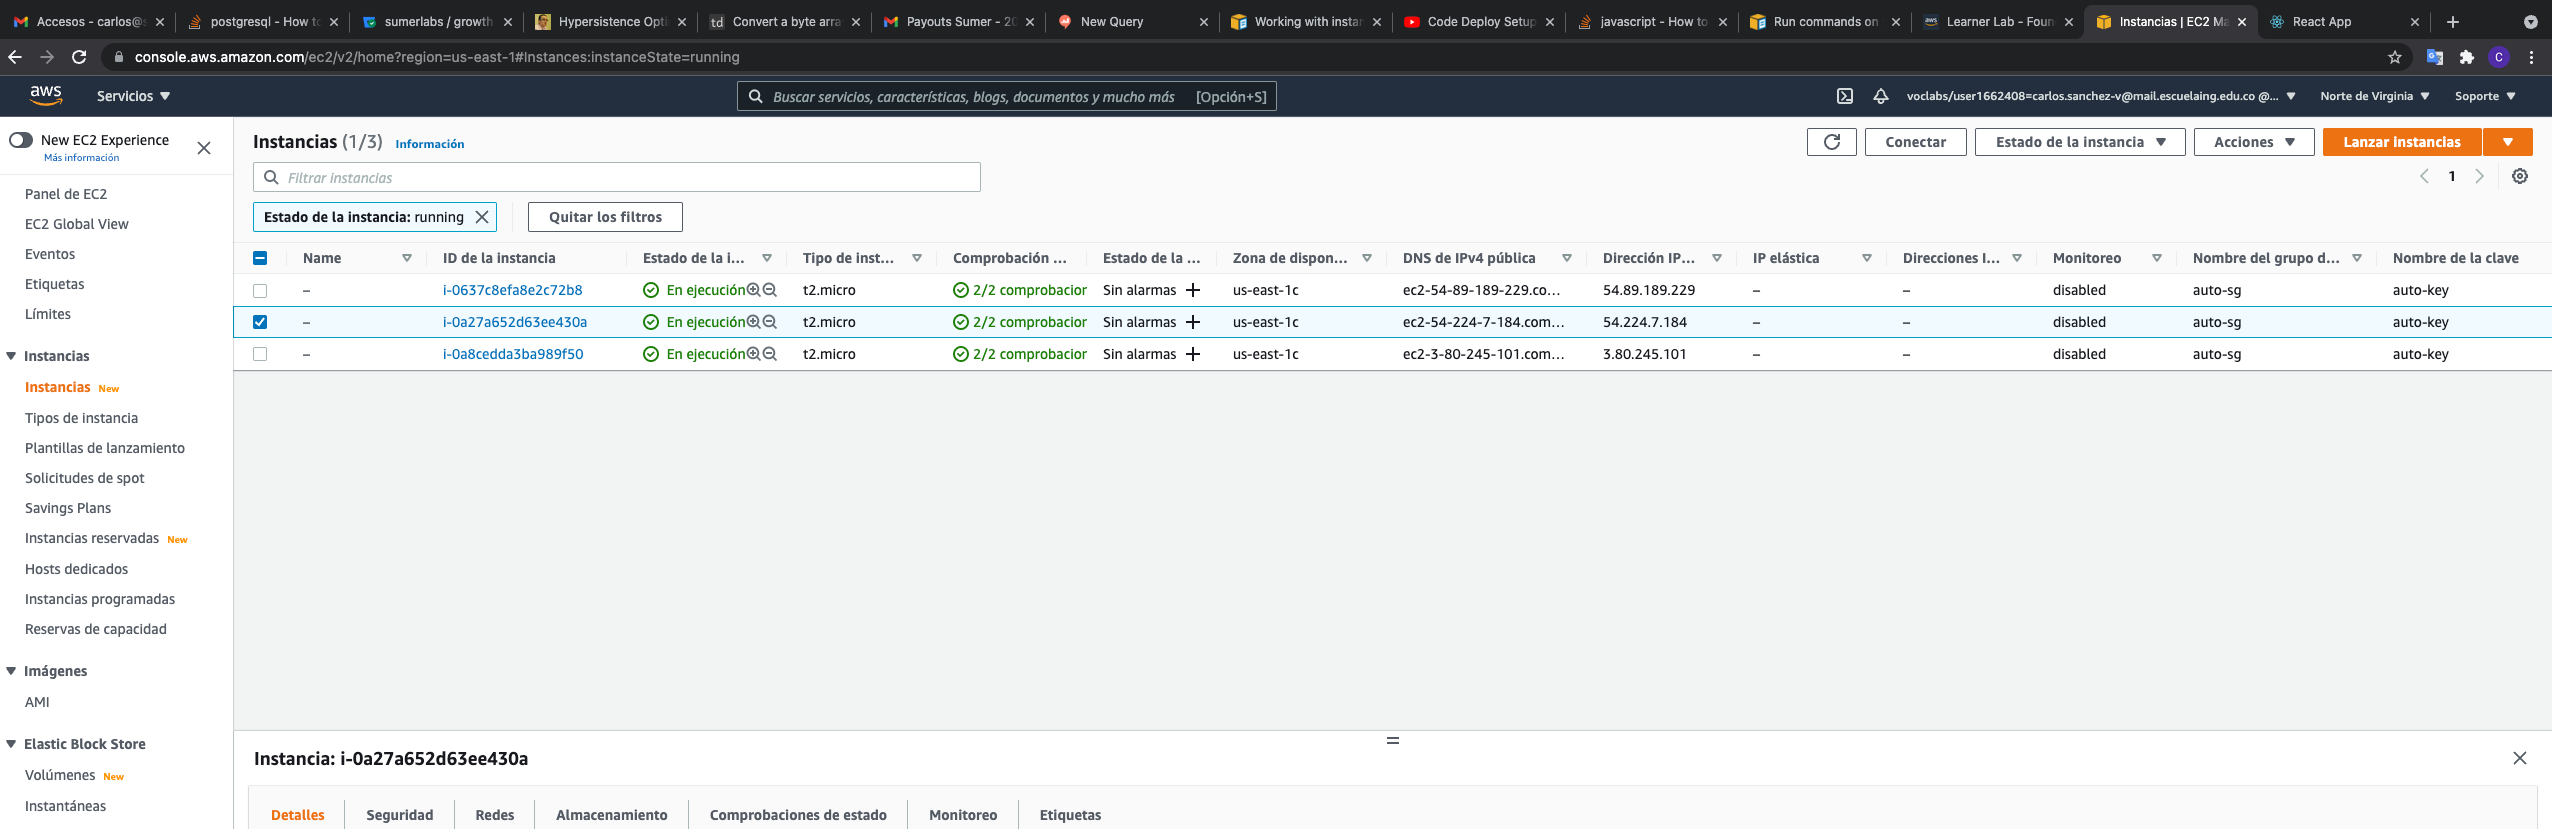 Accesos - carlos@s
postgresql - How to
sumerlabs / growth
Hypersistence Opti
td Convert a byte arra
Payouts Sumer - 20
New Query
Working with instan
Code Deploy Setup
javascript - How to
Run commands on
Learner Lab - Foun
Instancias | EC2 Ma
React App
console.aws.amazon.com/ec2/v2/home?region=us-east-1#Instances:instanceState=running
C
aws
Servicios
Buscar servicios, características, blogs, documentos y mucho más [Opción+S]
voclabs/user1662408=carlos.sanchez-v@mail.escuelaing.edu.co @...
Norte de Virginia
Soporte
New EC2 Experience
Más información
Panel de EC2
EC2 Global View
Eventos
Etiquetas
Límites
Instancias
Instancias New
Tipos de instancia
Plantillas de lanzamiento
Solicitudes de spot
Savings Plans
Instancias reservadas New
Hosts dedicados
Instancias programadas
Reservas de capacidad
Imágenes
AMI
Elastic Block Store
Volúmenes New
Instantáneas
Instancias (1/3) Información
Conectar
Estado de la instancia
Acciones
Lanzar instancias
Filtrar instancias
1
Estado de la instancia: running
Quitar los filtros
Name ID de la instancia Estado de la i... Tipo de inst... Comprobación ... Estado de la ... Zona de dispon... DNS de IPv4 pública Dirección IP... IP elástica Direcciones I... Monitoreo Nombre del grupo d... Nombre de la clave
– i-0637c8efa8e2c72b8 En ejecución t2.micro 2/2 comprobacior Sin alarmas + us-east-1c ec2-54-89-189-229.co... 54.89.189.229 – – disabled auto-sg auto-key
– i-0a27a652d63ee430a En ejecución t2.micro 2/2 comprobacior Sin alarmas + us-east-1c ec2-54-224-7-184.com... 54.224.7.184 – – disabled auto-sg auto-key
– i-0a8cedda3ba989f50 En ejecución t2.micro 2/2 comprobacior Sin alarmas + us-east-1c ec2-3-80-245-101.com... 3.80.245.101 – – disabled auto-sg auto-key
Instancia: i-0a27a652d63ee430a
Detalles
Seguridad
Redes
Almacenamiento
Comprobaciones de estado
Monitoreo
Etiquetas